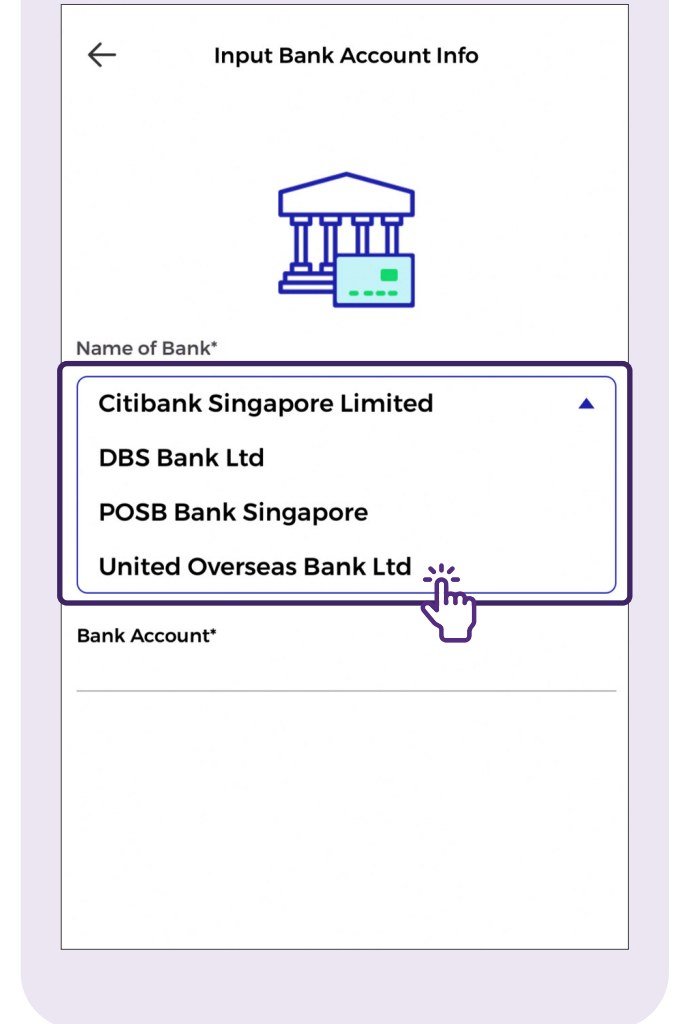 Input Bank Account Info
Name of Bank*
Citibank Singapore Limited
DBS Bank Ltd
POSB Bank Singapore
United Overseas Bank Ltd
Bank Account*